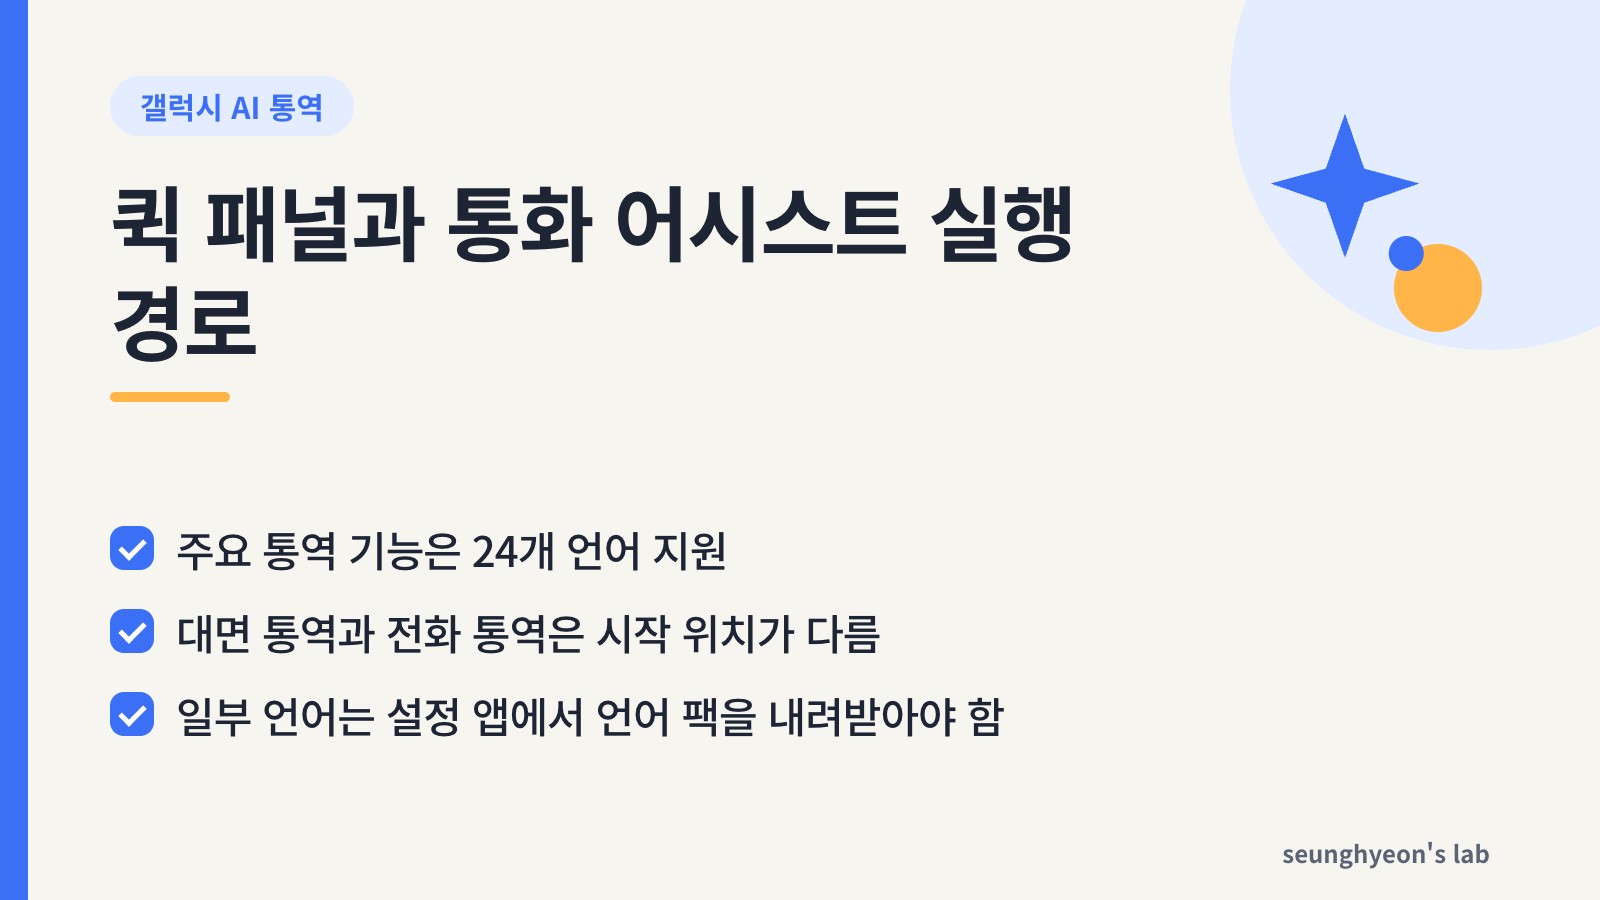 갤럭시 AI 통역
퀵 패널과 통화 어시스트 실행
경로
주요 통역 기능은 24개 언어 지원
대면 통역과 전화 통역은 시작 위치가 다름
일부 언어는 설정 앱에서 언어 팩을 내려받아야 함
seunghyeon's lab